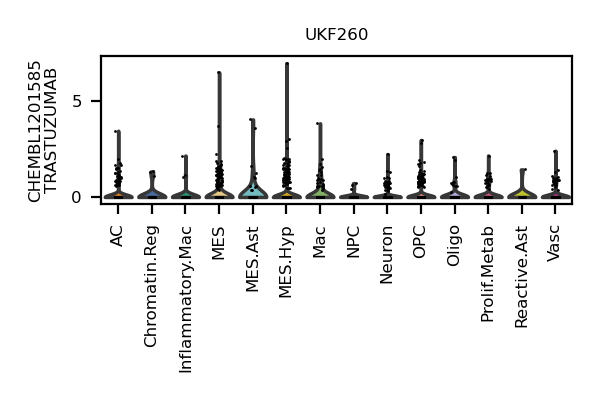 UKF260
CHEMBL1201585
TRASTUZUMAB
5
0
AC
Chromatin.Reg
Inflammatory.Mac
MES
MES.Ast
MES.Hyp
Mac
NPC
Neuron
OPC
Oligo
Prolif.Metab
Reactive.Ast
Vasc